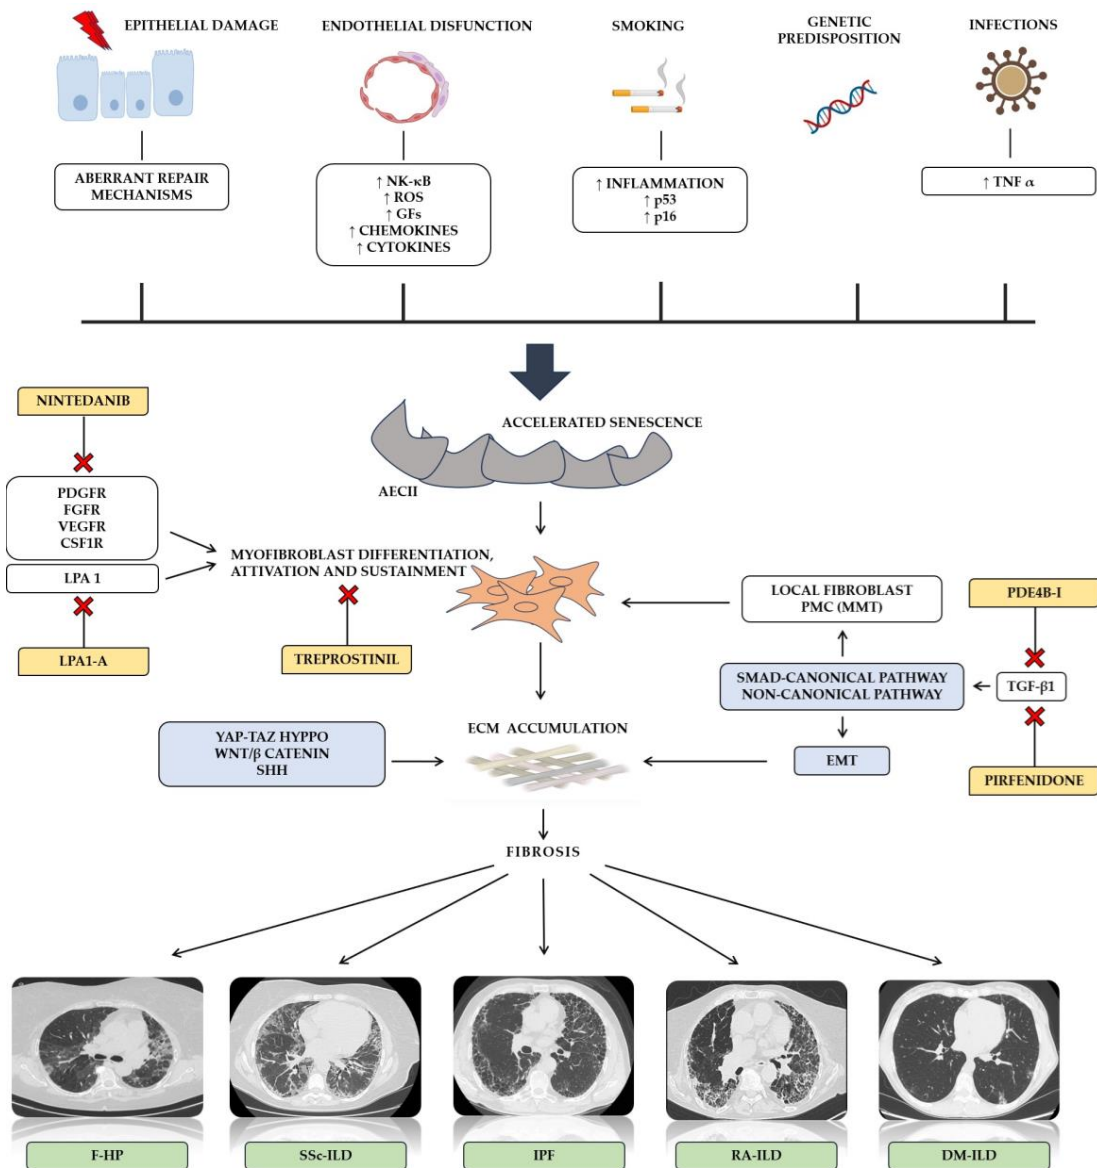 EPITHELIAL DAMAGE
ENDOTHELIAL DISFUNCTION
SMOKING
GENETIC
PREDISPOSITION
INFECTIONS
ABERRANT REPAIR
MECHANISMS
↑ NK-κB
↑ ROS
↑ GFs
↑ CHEMOKINES
↑ CYTOKINES
↑ INFLAMMATION
↑ p53
↑ p16
↑ TNF α
NINTEDANIB
ACCELERATED SENESCENCE
AECII
PDGFR
FGFR
VEGFR
CSF1R
LPA 1
LPA1-A
MYOFIBROBLAST DIFFERENTIATION,
ATTIVATION AND SUSTAINMENT
TREPROSTINIL
LOCAL FIBROBLAST
PMC (MMT)
PDE4B-I
SMAD-CANONICAL PATHWAY
NON-CANONICAL PATHWAY
TGF-β1
EMT
PIRFENIDONE
YAP-TAZ HYPPO
WNT/β CATENIN
SHH
ECM ACCUMULATION
FIBROSIS
F-HP
SSc-ILD
IPF
RA-ILD
DM-ILD